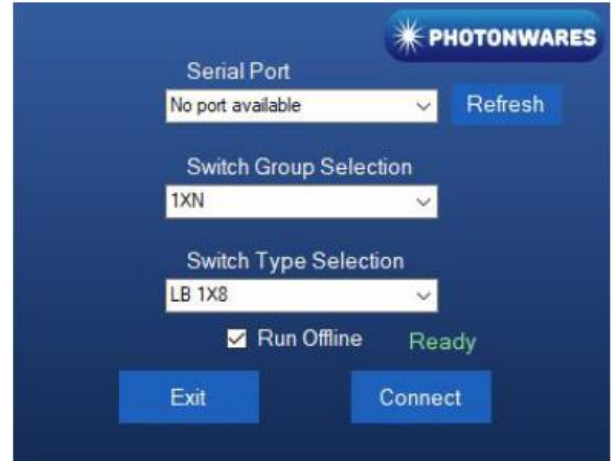 PHOTONWARES
Serial Port
No port available
Refresh
Switch Group Selection
1XN
Switch Type Selection
LB 1X8
Run Offline
Ready
Exit
Connect